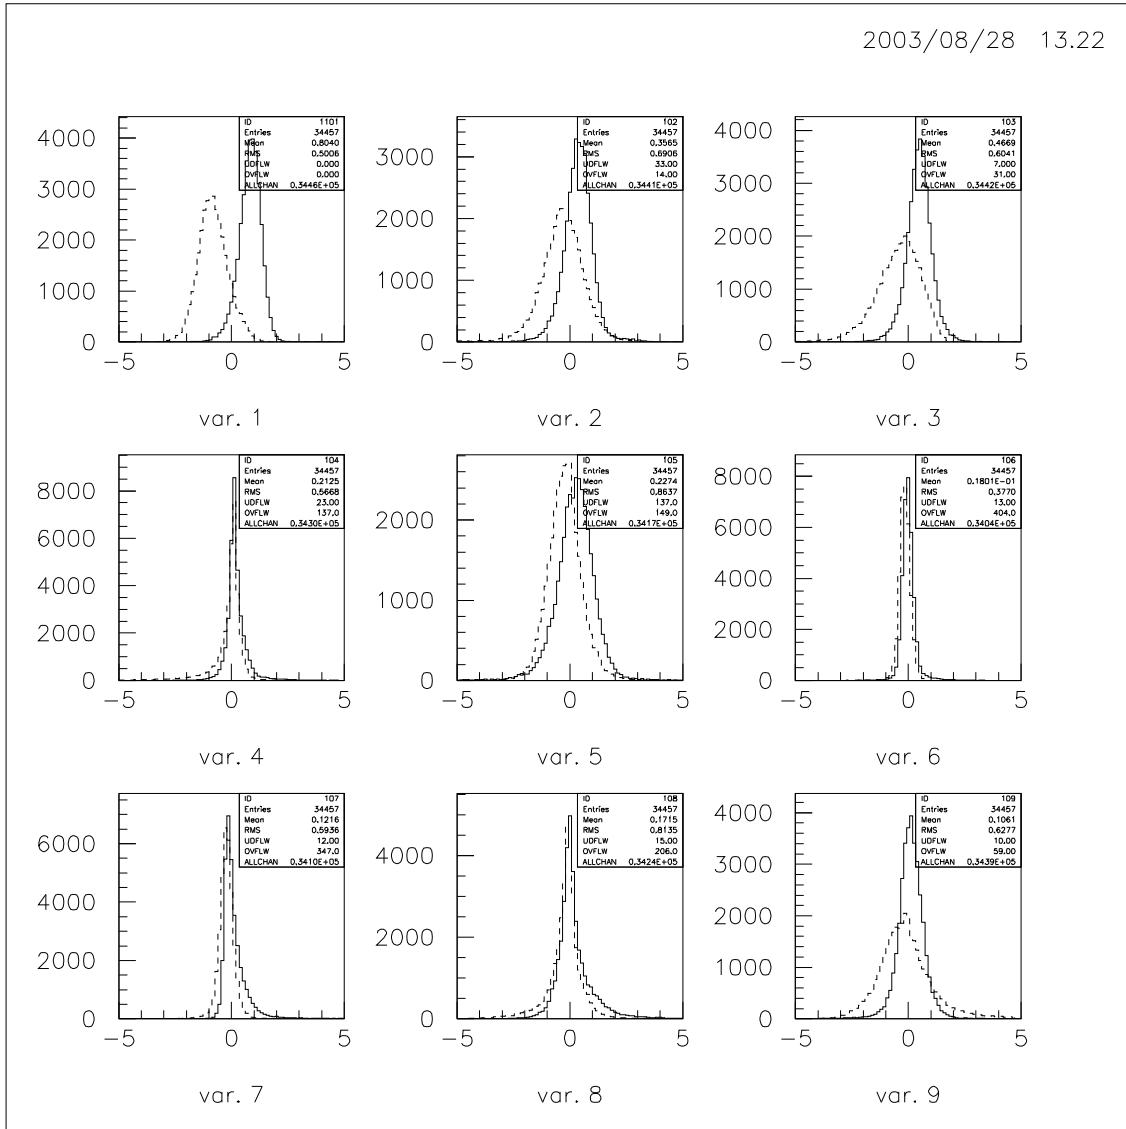 2003/08/28 13.22
4000
3000
2000
1000
0
-5 0 5
ID 1101
Entries 34457
Mean 0.8040
RMS 0.5006
UDFLW 0.000
OVFLW 0.000
ALLCHAN 0.3446E+05
var. 1
3000
2000
1000
0
-5 0 5
ID 102
Entries 34457
Mean 0.3565
RMS 0.6906
UDFLW 33.00
OVFLW 14.00
ALLCHAN 0.3441E+05
var. 2
4000
3000
2000
1000
0
-5 0 5
ID 103
Entries 34457
Mean 0.4669
RMS 0.6041
UDFLW 7.000
OVFLW 31.00
ALLCHAN 0.3442E+05
var. 3
8000
6000
4000
2000
0
-5 0 5
ID 104
Entries 34457
Mean 0.2125
RMS 0.5668
UDFLW 23.00
OVFLW 137.0
ALLCHAN 0.3430E+05
var. 4
2000
1000
0
-5 0 5
ID 105
Entries 34457
Mean 0.2274
RMS 0.8637
UDFLW 137.0
OVFLW 149.0
ALLCHAN 0.3417E+05
var. 5
8000
6000
4000
2000
0
-5 0 5
ID 106
Entries 34457
Mean 0.1801E-01
RMS 0.3770
UDFLW 13.00
OVFLW 404.0
ALLCHAN 0.3404E+05
var. 6
6000
4000
2000
0
-5 0 5
ID 107
Entries 34457
Mean 0.1216
RMS 0.5936
UDFLW 12.00
OVFLW 347.0
ALLCHAN 0.3410E+05
var. 7
4000
2000
0
-5 0 5
ID 108
Entries 34457
Mean 0.1715
RMS 0.8135
UDFLW 15.00
OVFLW 206.0
ALLCHAN 0.3424E+05
var. 8
4000
3000
2000
1000
0
-5 0 5
ID 109
Entries 34457
Mean 0.1061
RMS 0.6277
UDFLW 10.00
OVFLW 59.00
ALLCHAN 0.3439E+05
var. 9